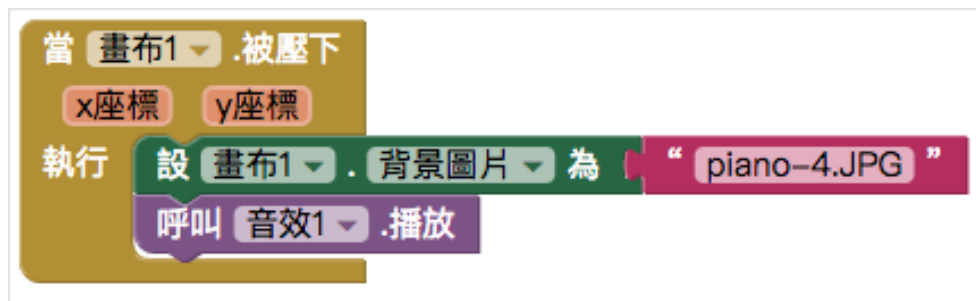 當 畫布1 .被壓下
x座標 y座標
執行 設 畫布1 . 背景圖片 為 “ piano-4.JPG ”
呼叫 音效1 .播放